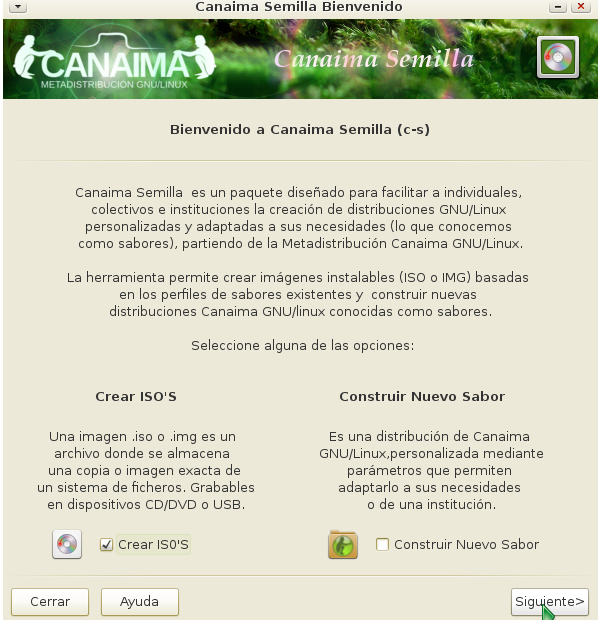 Canaima Semilla Bienvenido
CANAIMA
METADISTRIBUCION GNU/LINUX
Canaima Semilla
Bienvenido a Canaima Semilla (c-s)
Canaima Semilla es un paquete diseñado para facilitar a individuales,
colectivos e instituciones la creación de distribuciones GNU/Linux
personalizadas y adaptadas a sus necesidades (lo que conocemos
como sabores), partiendo de la Metadistribución Canaima GNU/Linux.
La herramienta permite crear imágenes instalables (ISO o IMG) basadas
en los perfiles de sabores existentes y construir nuevas
distribuciones Canaima GNU/linux conocidas como sabores.
Seleccione alguna de las opciones:
Crear ISO'S
Una imagen .iso o .img es un
archivo donde se almacena
una copia o imagen exacta de
un sistema de ficheros. Grabables
en dispositivos CD/DVD o USB.
Crear IS0'S
Construir Nuevo Sabor
Es una distribución de Canaima
GNU/Linux,personalizada mediante
parámetros que permiten
adaptarlo a sus necesidades
o de una institución.
Construir Nuevo Sabor
Cerrar
Ayuda
Siguiente>